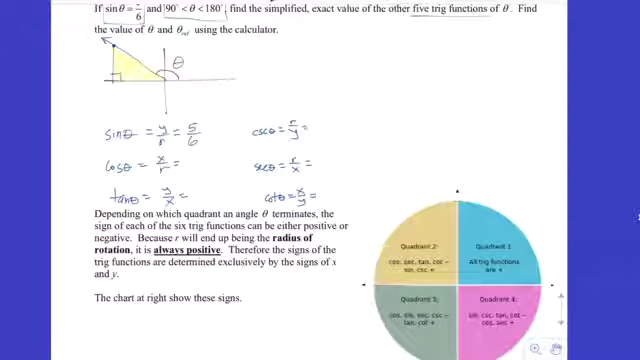 If sin θ = /6 and 90° < θ < 180° find the simplified, exact value of the other five trig functions of θ. Find
the value of θ and θ ref using the calculator.
θ
sinθ = y/r = 5/6 cscθ = r/y =
cosθ = x/r = secθ = r/x =
tanθ = y/x = cotθ = x/y =
Depending on which quadrant an angle θ terminates, the
sign of each of the six trig functions can be either positive or
negative. Because r will end up being the radius of
rotation, it is always positive. Therefore the signs of the
trig functions are determined exclusively by the signs of x
and y.
The chart at right show these signs.
Quadrant 2:
cos, sec, tan, cot −
sin, csc +
Quadrant 1
All trig functions
are +
Quadrant 3:
cos, sin, sec, csc −
tan, cot +
Quadrant 4:
sin, csc, tan, cot −
cos, sec +